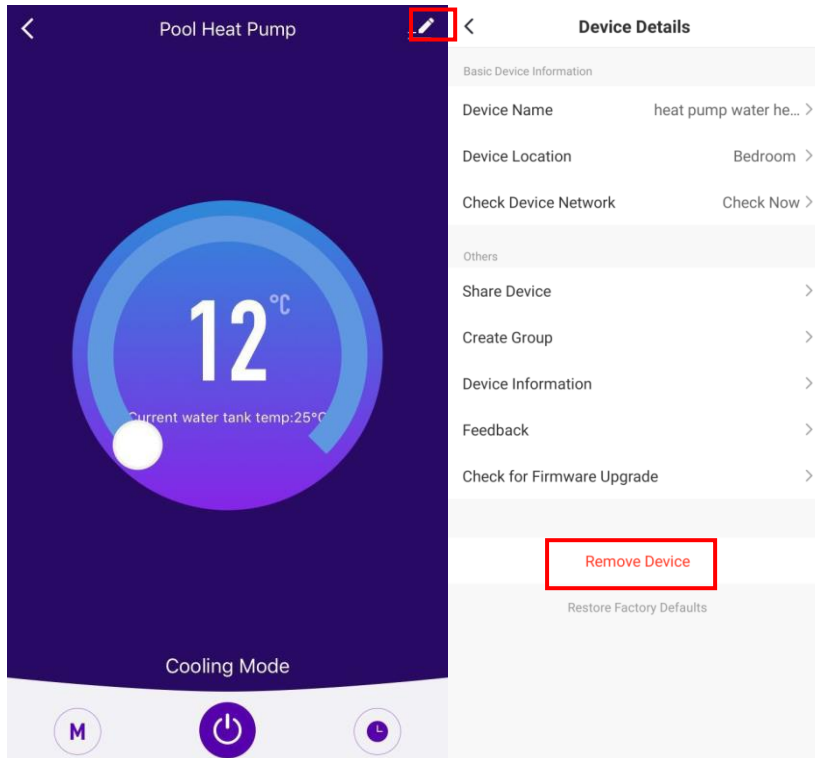 Pool Heat Pump
12°C
Current water tank temp:25°C
Cooling Mode
M
Device Details
Basic Device Information
Device Name heat pump water he...
Device Location Bedroom
Check Device Network Check Now
Others
Share Device
Create Group
Device Information
Feedback
Check for Firmware Upgrade
Remove Device
Restore Factory Defaults